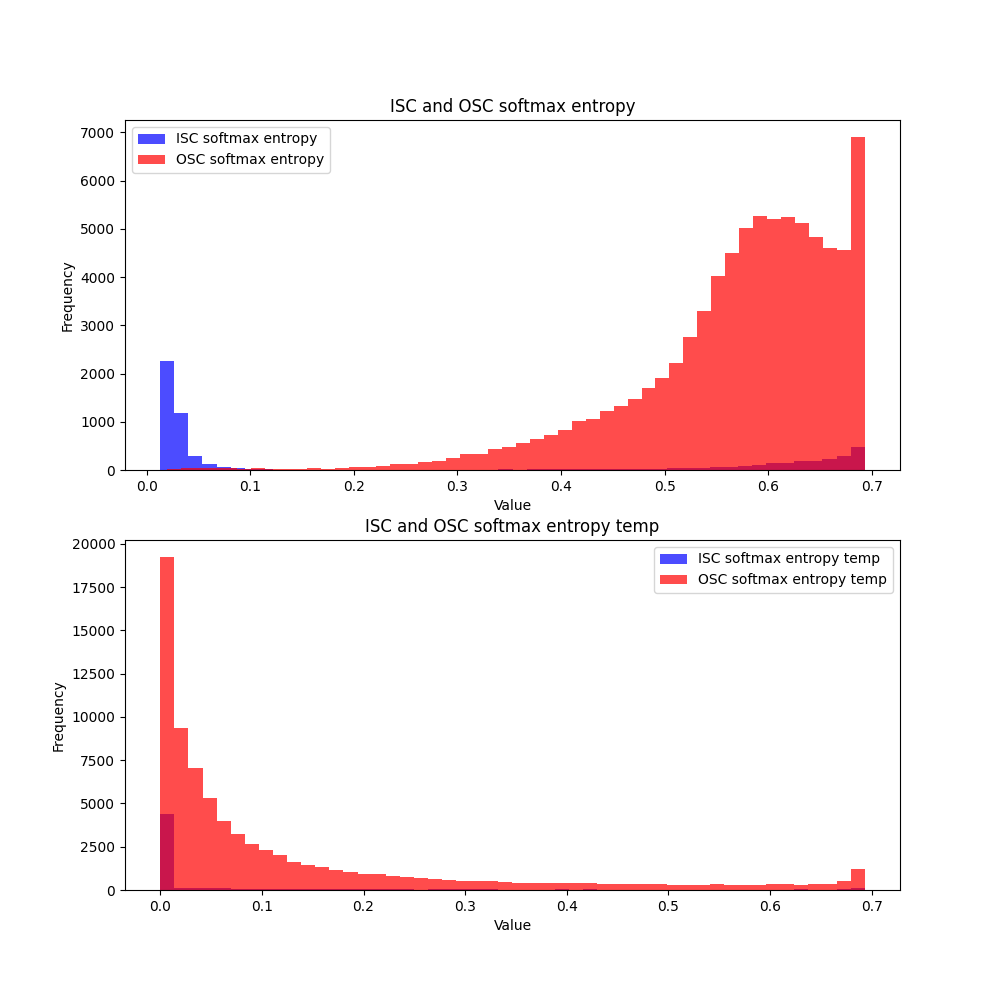 ISC and OSC softmax entropy
ISC softmax entropy
OSC softmax entropy
7000
6000
5000
4000
3000
2000
1000
0
Frequency
0.0 0.1 0.2 0.3 0.4 0.5 0.6 0.7
Value
ISC and OSC softmax entropy temp
ISC softmax entropy temp
OSC softmax entropy temp
20000
17500
15000
12500
10000
7500
5000
2500
0
Frequency
0.0 0.1 0.2 0.3 0.4 0.5 0.6 0.7
Value